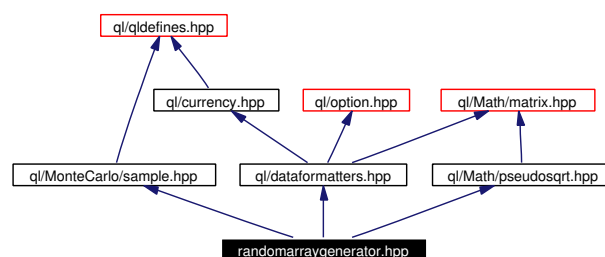 ql/qldefines.hpp
ql/currency.hpp
ql/option.hpp
ql/Math/matrix.hpp
ql/MonteCarlo/sample.hpp
ql/dataformatters.hpp
ql/Math/pseudosqrt.hpp
randomarraygenerator.hpp